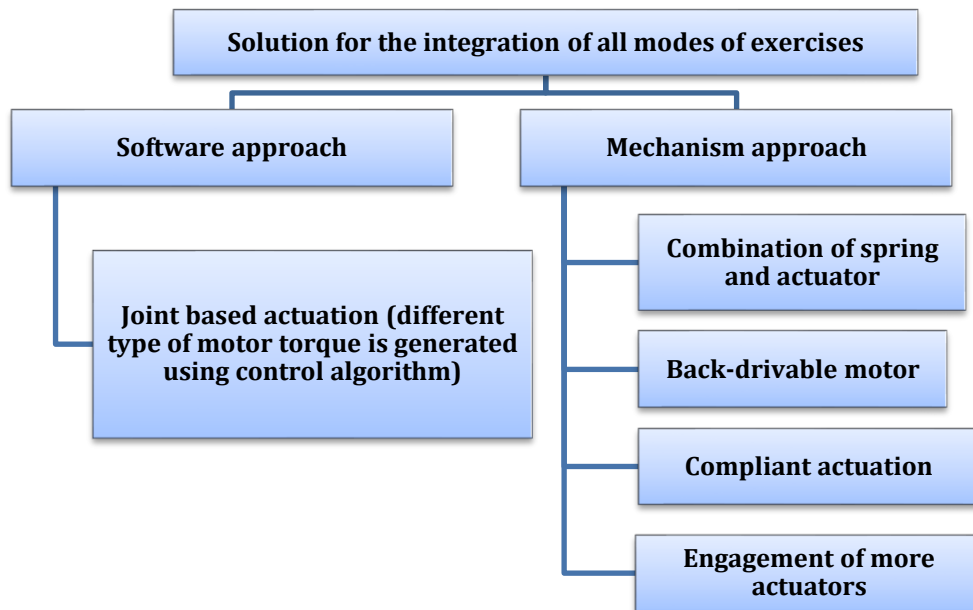 Solution for the integration of all modes of exercises
Software approach
Mechanism approach
Joint based actuation (different
type of motor torque is generated
using control algorithm)
Combination of spring
and actuator
Back-drivable motor
Compliant actuation
Engagement of more
actuators